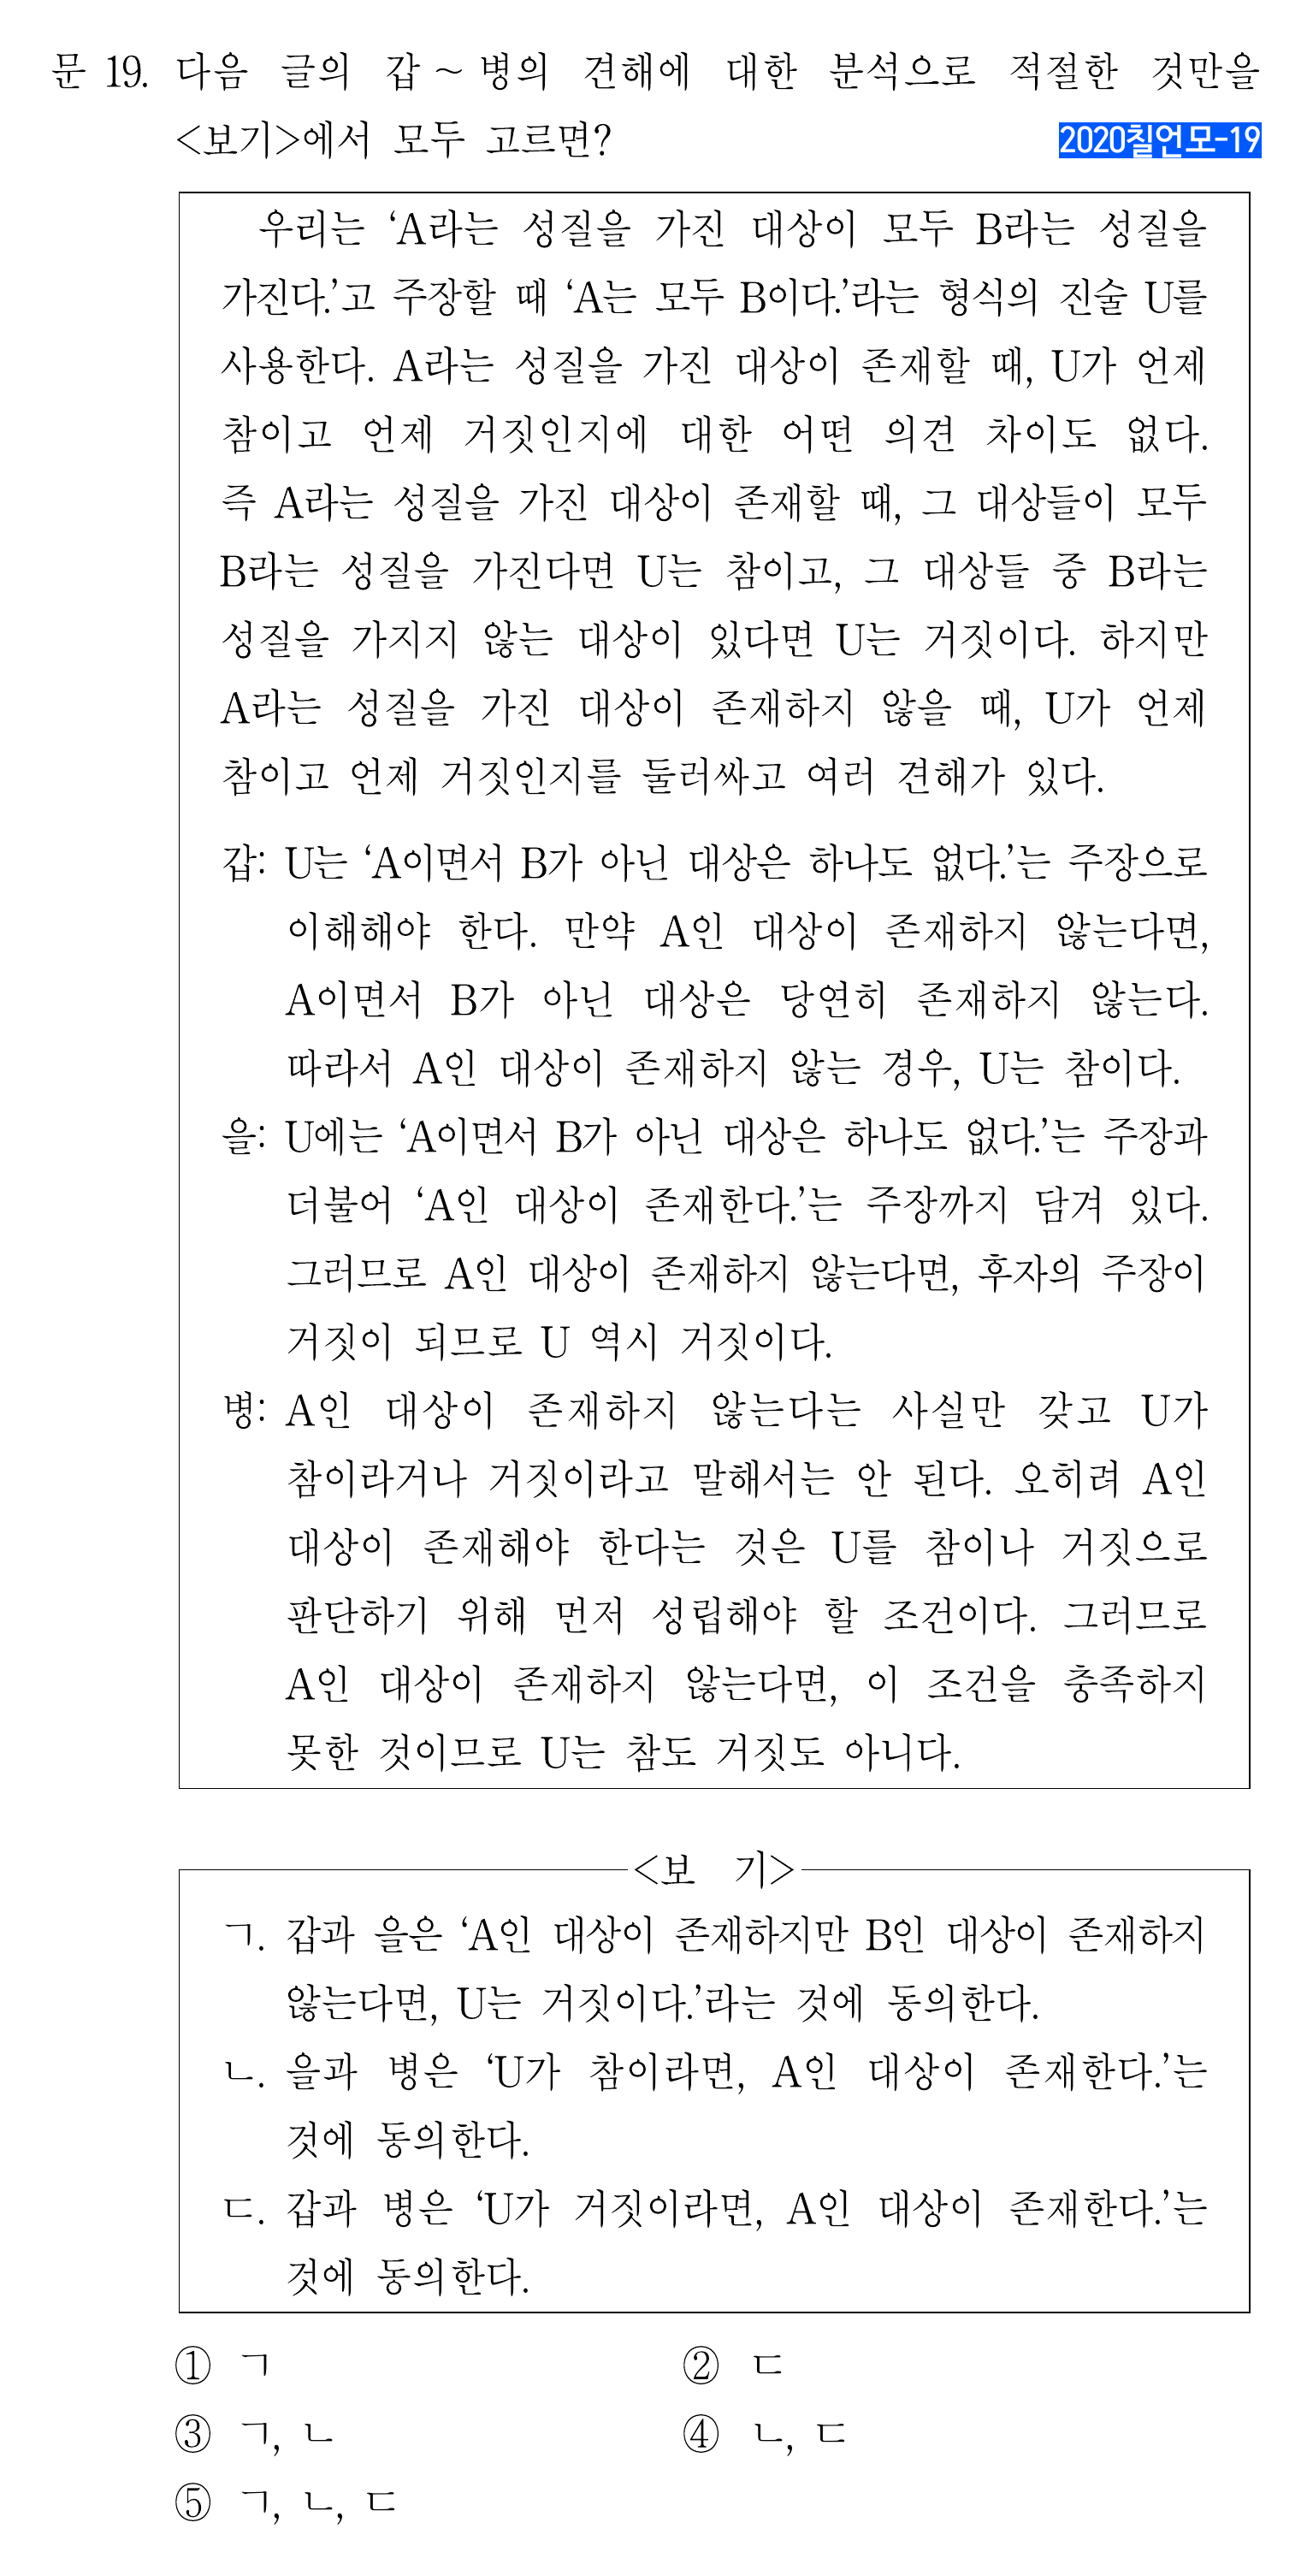 문 19. 다음 글의 갑 ~ 병의 견해에 대한 분석으로 적절한 것만을
<보기>에서 모두 고르면?
2020칠언모-19
우리는 ‘A라는 성질을 가진 대상이 모두 B라는 성질을
가진다.’고 주장할 때 ‘A는 모두 B이다.’라는 형식의 진술 U를
사용한다. A라는 성질을 가진 대상이 존재할 때, U가 언제
참이고 언제 거짓인지에 대한 어떤 의견 차이도 없다.
즉 A라는 성질을 가진 대상이 존재할 때, 그 대상들이 모두
B라는 성질을 가진다면 U는 참이고, 그 대상들 중 B라는
성질을 가지지 않는 대상이 있다면 U는 거짓이다. 하지만
A라는 성질을 가진 대상이 존재하지 않을 때, U가 언제
참이고 언제 거짓인지를 둘러싸고 여러 견해가 있다.
갑: U는 ‘A이면서 B가 아닌 대상은 하나도 없다.’는 주장으로
이해해야 한다. 만약 A인 대상이 존재하지 않는다면,
A이면서 B가 아닌 대상은 당연히 존재하지 않는다.
따라서 A인 대상이 존재하지 않는 경우, U는 참이다.
을: U에는 ‘A이면서 B가 아닌 대상은 하나도 없다.’는 주장과
더불어 ‘A인 대상이 존재한다.’는 주장까지 담겨 있다.
그러므로 A인 대상이 존재하지 않는다면, 후자의 주장이
거짓이 되므로 U 역시 거짓이다.
병: A인 대상이 존재하지 않는다는 사실만 갖고 U가
참이라거나 거짓이라고 말해서는 안 된다. 오히려 A인
대상이 존재해야 한다는 것은 U를 참이나 거짓으로
판단하기 위해 먼저 성립해야 할 조건이다. 그러므로
A인 대상이 존재하지 않는다면, 이 조건을 충족하지
못한 것이므로 U는 참도 거짓도 아니다.
<보 기>
ㄱ. 갑과 을은 ‘A인 대상이 존재하지만 B인 대상이 존재하지
않는다면, U는 거짓이다.’라는 것에 동의한다.
ㄴ. 을과 병은 ‘U가 참이라면, A인 대상이 존재한다.’는
것에 동의한다.
ㄷ. 갑과 병은 ‘U가 거짓이라면, A인 대상이 존재한다.’는
것에 동의한다.
① ㄱ ② ㄷ
③ ㄱ, ㄴ ④ ㄴ, ㄷ
⑤ ㄱ, ㄴ, ㄷ